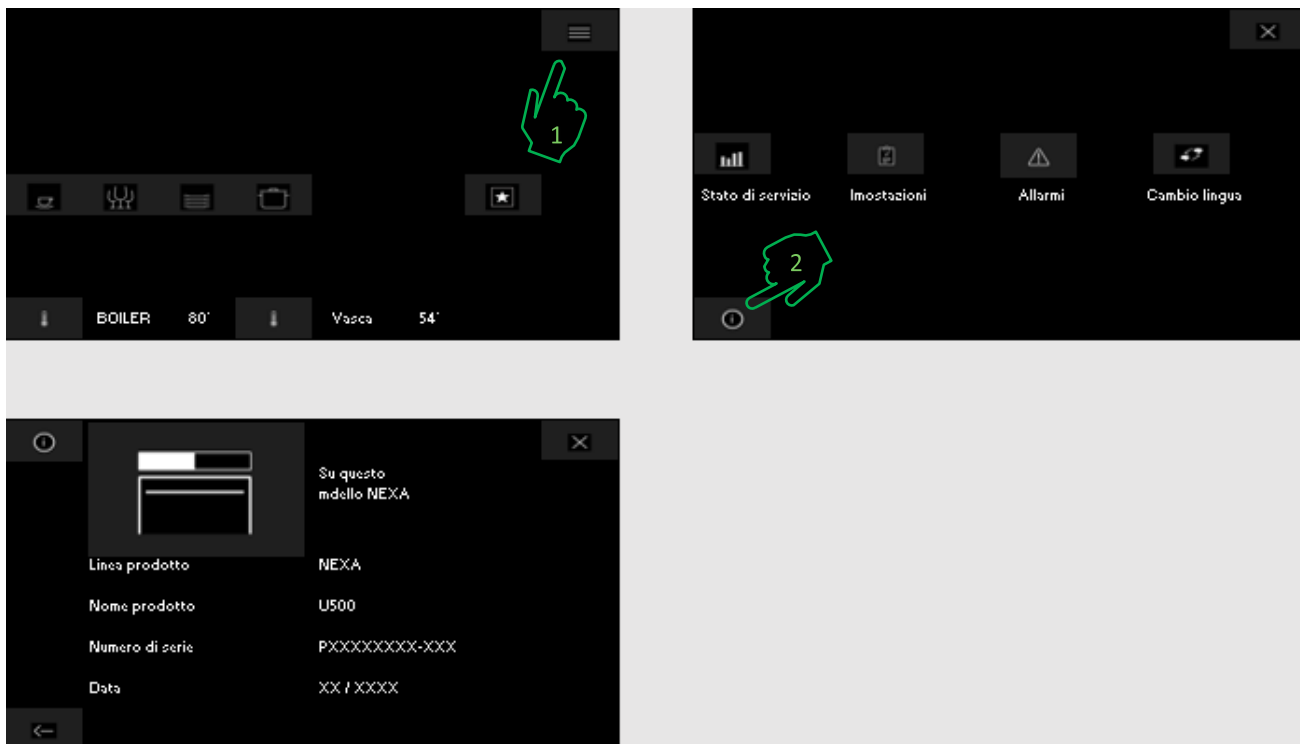 1
BOILER 80° Vasca 54°
Stato di servizio Imostazioni Allarmi Cambio lingua
2
Su questo
mdello NEXA
Linea prodotto NEXA
Nome prodotto U500
Numero di serie PXXXXXXXX-XXX
Data XX / XXXX